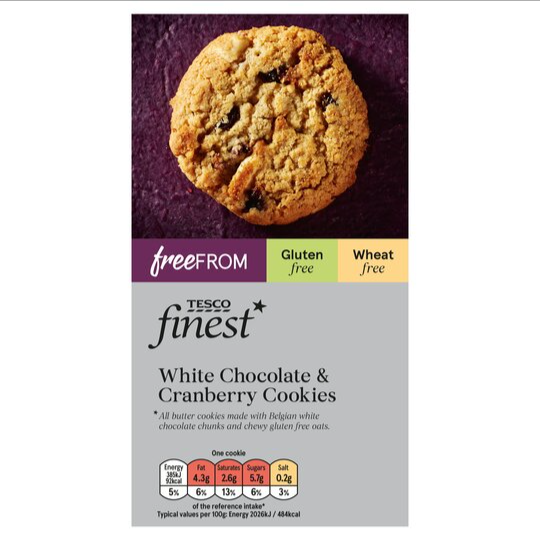 freeFROM
Gluten free
Wheat free
TESCO
finest*
White Chocolate &
Cranberry Cookies
*All butter cookies made with Belgian white
chocolate chunks and chewy gluten free oats.
One cookie
Energy 385kJ 92kcal 5%
Fat 4.3g 6%
Saturates 2.6g 13%
Sugars 5.7g 6%
Salt 0.2g 3%
of the reference intake*
Typical values per 100g: Energy 2026kJ / 484kcal